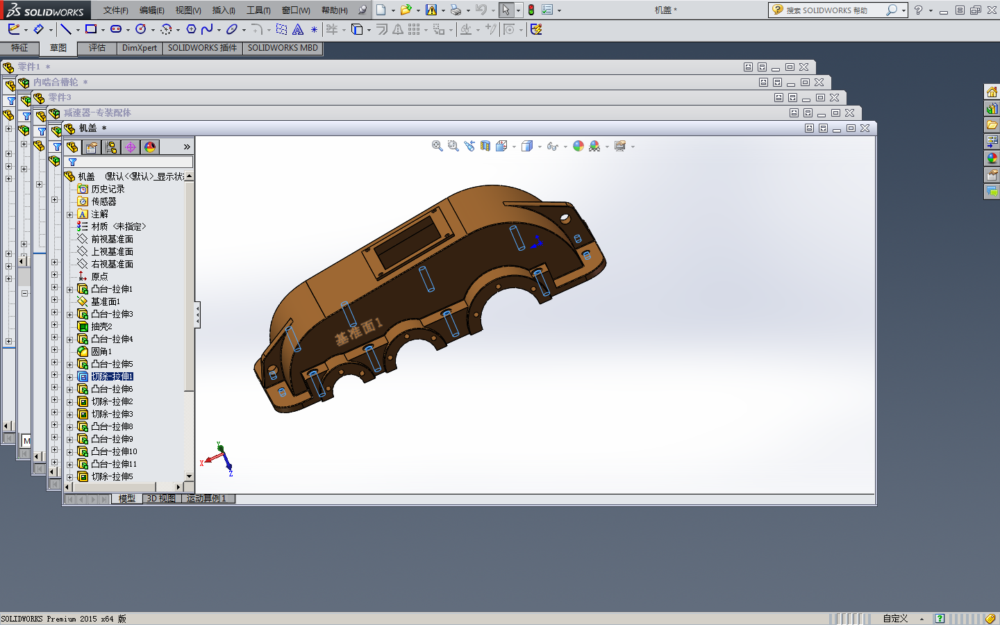 SOLIDWORKS 文件(F) 编辑(E) 视图(V) 插入(I) 工具(T) 窗口(W) 帮助(H) 机盖 * 搜索 SOLIDWORKS 帮助
特征 草图 评估 DimXpert SOLIDWORKS 插件 SOLIDWORKS MBD
零件1 *
内啮合槽轮 *
零件3
减速器-专装配体
机盖 *
机盖 (默认<<默认>_显示状
历史记录
传感器
注解
材质 <未指定>
前视基准面
上视基准面
右视基准面
原点
凸台-拉伸1
基准面1
凸台-拉伸3
抽壳2
凸台-拉伸4
圆角1
凸台-拉伸5
切除-拉伸1
凸台-拉伸6
切除-拉伸2
切除-拉伸3
凸台-拉伸8
凸台-拉伸9
凸台-拉伸10
凸台-拉伸11
切除-拉伸5
基准面1
Y
X
Z
M
模型 3D 视图 运动算例 1
SOLIDWORKS Premium 2015 x64 版 自定义